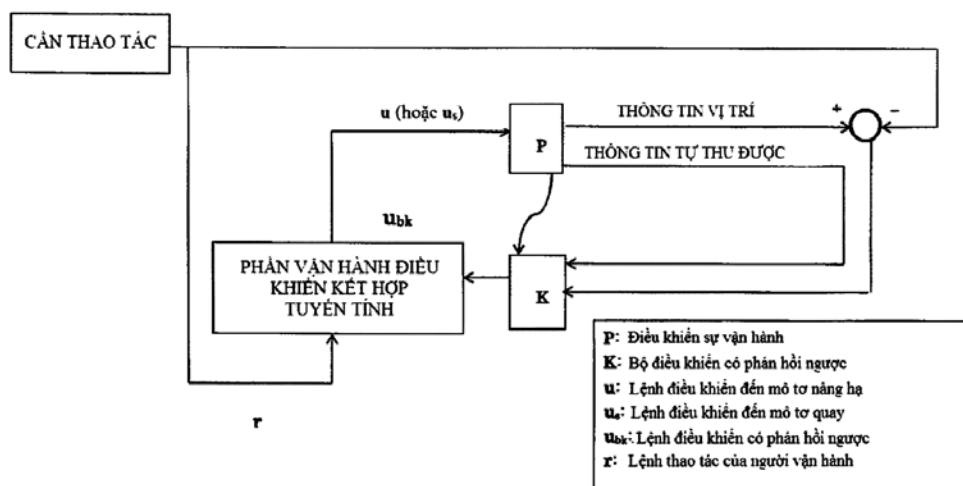 CẦN THAO TÁC
u (hoặc us)
THÔNG TIN VỊ TRÍ
+
−
P
THÔNG TIN TỰ THU ĐƯỢC
ubk
PHẦN VẬN HÀNH ĐIỀU
KHIỂN KẾT HỢP
TUYẾN TÍNH
K
r
P: Điều khiển sự vận hành
K: Bộ điều khiển có phản hồi ngược
u: Lệnh điều khiển đến mô tơ nâng hạ
us: Lệnh điều khiển đến mô tơ quay
ubk: Lệnh điều khiển có phản hồi ngược
r: Lệnh thao tác của người vận hành